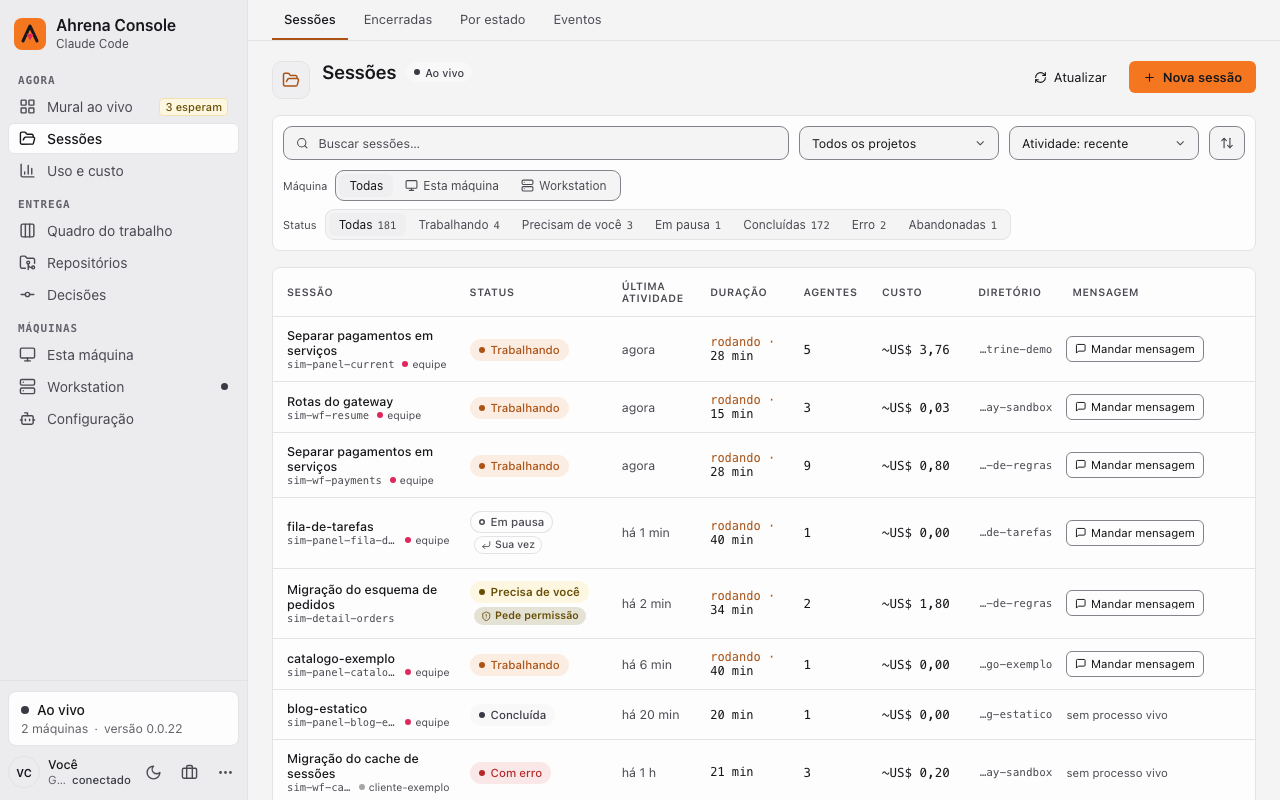 Ahrena Console
Claude Code
AGORA
Mural ao vivo 3 esperam
Sessões
Uso e custo
ENTREGA
Quadro do trabalho
Repositórios
Decisões
MÁQUINAS
Esta máquina
Workstation
Configuração
Ao vivo
2 máquinas · versão 0.0.22
VC
Você
G… conectado
Sessões Encerradas Por estado Eventos
Sessões Ao vivo Atualizar + Nova sessão
Buscar sessões… Todos os projetos Atividade: recente
Máquina Todas Esta máquina Workstation
Status Todas 181 Trabalhando 4 Precisam de você 3 Em pausa 1 Concluídas 172 Erro 2 Abandonadas 1
SESSÃO STATUS ÚLTIMA ATIVIDADE DURAÇÃO AGENTES CUSTO DIRETÓRIO MENSAGEM
Separar pagamentos em
serviços
sim-panel-current equipe
Trabalhando
agora
rodando ·
28 min
5
~US$ 3,76
…trine-demo
Mandar mensagem
Rotas do gateway
sim-wf-resume equipe
Trabalhando
agora
rodando ·
15 min
3
~US$ 0,03
…ay-sandbox
Mandar mensagem
Separar pagamentos em
serviços
sim-wf-payments equipe
Trabalhando
agora
rodando ·
28 min
9
~US$ 0,80
…-de-regras
Mandar mensagem
fila-de-tarefas
sim-panel-fila-d… equipe
Em pausa
Sua vez
há 1 min
rodando ·
40 min
1
~US$ 0,00
…de-tarefas
Mandar mensagem
Migração do esquema de
pedidos
sim-detail-orders
Precisa de você
Pede permissão
há 2 min
rodando ·
34 min
2
~US$ 1,80
…-de-regras
Mandar mensagem
catalogo-exemplo
sim-panel-catalo… equipe
Trabalhando
há 6 min
rodando ·
40 min
1
~US$ 0,00
…go-exemplo
Mandar mensagem
blog-estatico
sim-panel-blog-e… equipe
Concluída
há 20 min
20 min
1
~US$ 0,00
…g-estatico
sem processo vivo
Migração do cache de
sessões
sim-wf-ca… cliente-exemplo
Com erro
há 1 h
21 min
3
~US$ 0,20
…ay-sandbox
sem processo vivo